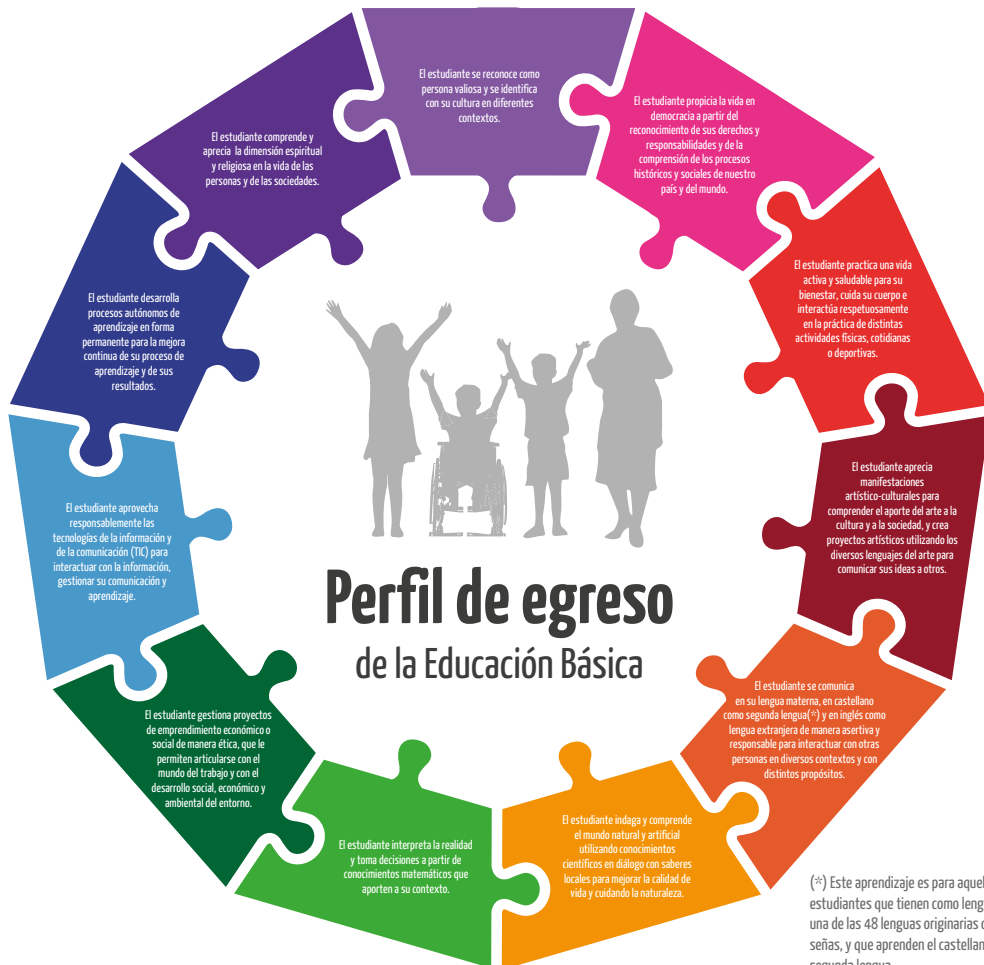 El estudiante se reconoce como
persona valiosa y se identifica
con su cultura en diferentes
contextos.
El estudiante propicia la vida en
democracia a partir del
reconocimiento de sus derechos y
responsabilidades y de la
comprensión de los procesos
históricos y sociales de nuestro
país y del mundo.
El estudiante practica una vida
activa y saludable para su
bienestar, cuida su cuerpo e
interactúa respetuosamente
en la práctica de distintas
actividades físicas, cotidianas
o deportivas.
El estudiante aprecia
manifestaciones
artístico-culturales para
comprender el aporte del arte a la
cultura y a la sociedad, y crea
proyectos artísticos utilizando los
diversos lenguajes del arte para
comunicar sus ideas a otros.
El estudiante se comunica
en su lengua materna, en castellano
como segunda lengua(*) y en inglés como
lengua extranjera de manera asertiva y
responsable para interactuar con otras
personas en diversos contextos y con
distintos propósitos.
El estudiante indaga y comprende
el mundo natural y artificial
utilizando conocimientos
científicos en diálogo con saberes
locales para mejorar la calidad de
vida y cuidando la naturaleza.
El estudiante interpreta la realidad
y toma decisiones a partir de
conocimientos matemáticos que
aporten a su contexto.
El estudiante gestiona proyectos
de emprendimiento económico o
social de manera ética, que le
permiten articularse con el
mundo del trabajo y con el
desarrollo social, económico y
ambiental del entorno.
El estudiante aprovecha
responsablemente las
tecnologías de la información y
de la comunicación (TIC) para
interactuar con la información,
gestionar su comunicación y
aprendizaje.
El estudiante desarrolla
procesos autónomos de
aprendizaje en forma
permanente para la mejora
continua de su proceso de
aprendizaje y de sus
resultados.
El estudiante comprende y
aprecia la dimensión espiritual
y religiosa en la vida de las
personas y de las sociedades.
Perfil de egreso
de la Educación Básica
(*) Este aprendizaje es para
estudiantes que tienen como
una de las 48 lenguas originarias
señas, y que aprenden el
segunda lengua